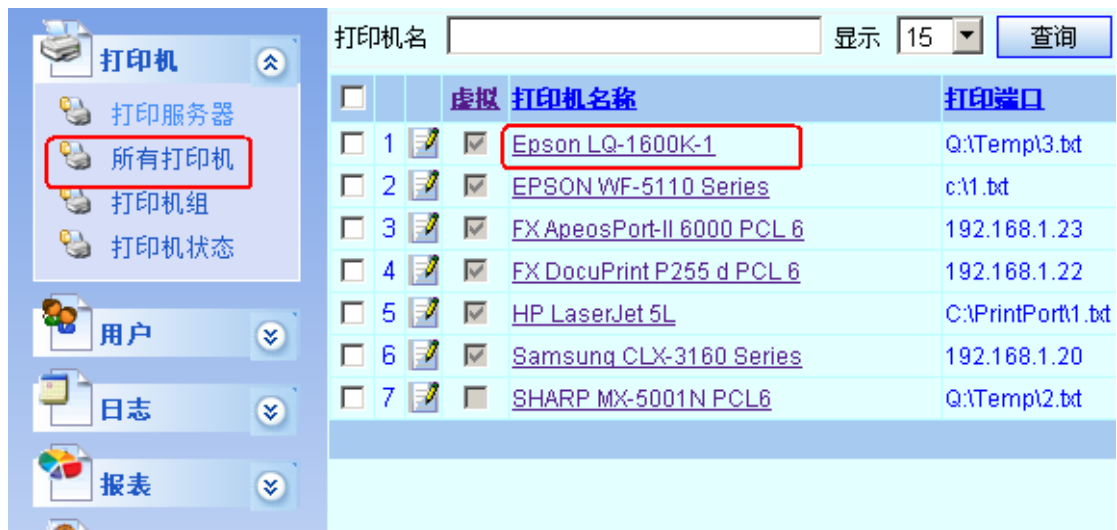 打印机
打印服务器
所有打印机
打印机组
打印机状态
用户
日志
报表
打印机名 显示 15 查询
虚拟 打印机名称 打印端口
1 Epson LQ-1600K-1 Q:\Temp\3.txt
2 EPSON WF-5110 Series c:\1.txt
3 FX ApeosPort-II 6000 PCL 6 192.168.1.23
4 FX DocuPrint P255 d PCL 6 192.168.1.22
5 HP LaserJet 5L C:\PrintPort\1.txt
6 Samsung CLX-3160 Series 192.168.1.20
7 SHARP MX-5001N PCL6 Q:\Temp\2.txt